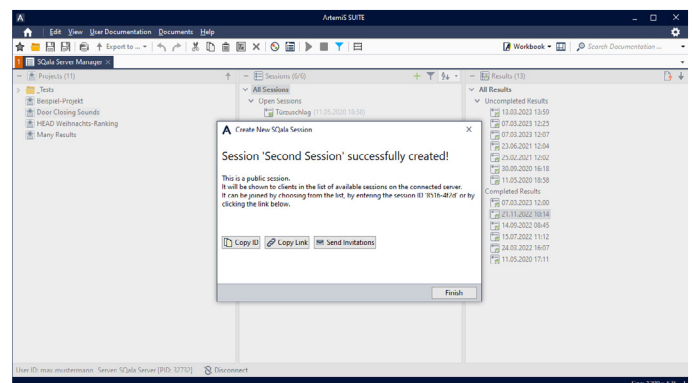 A
ArtemiS SUITE
Edit View User Documentation Documents Help
Export to ...
Workbook
Search Documentation ...
1 SQala Server Manager
Projects (11)
_Tests
Beispiel-Projekt
Door Closing Sounds
HEAD Weihnachts-Ranking
Many Results
Sessions (6/6)
All Sessions
Open Sessions
Türzuschlag (11.05.2020 18:58)
Results (13)
All Results
Uncompleted Results
13.03.2023 13:59
07.03.2023 12:25
07.03.2023 12:07
23.06.2021 12:04
25.02.2021 12:02
30.09.2020 16:18
11.05.2020 18:58
Completed Results
07.03.2023 12:00
21.11.2022 10:14
14.09.2022 08:45
15.07.2022 11:12
24.03.2022 16:07
11.05.2020 17:11
Create New SQala Session
Session 'Second Session' successfully created!
This is a public session.
It will be shown to clients in the list of available sessions on the connected server.
It can be joined by choosing from the list, by entering the session ID '8516-4f2d' or by
clicking the link below.
Copy ID
Copy Link
Send Invitations
Finish
User ID: max.mustermann Server: SQala Server [PID: 32732]
Disconnect